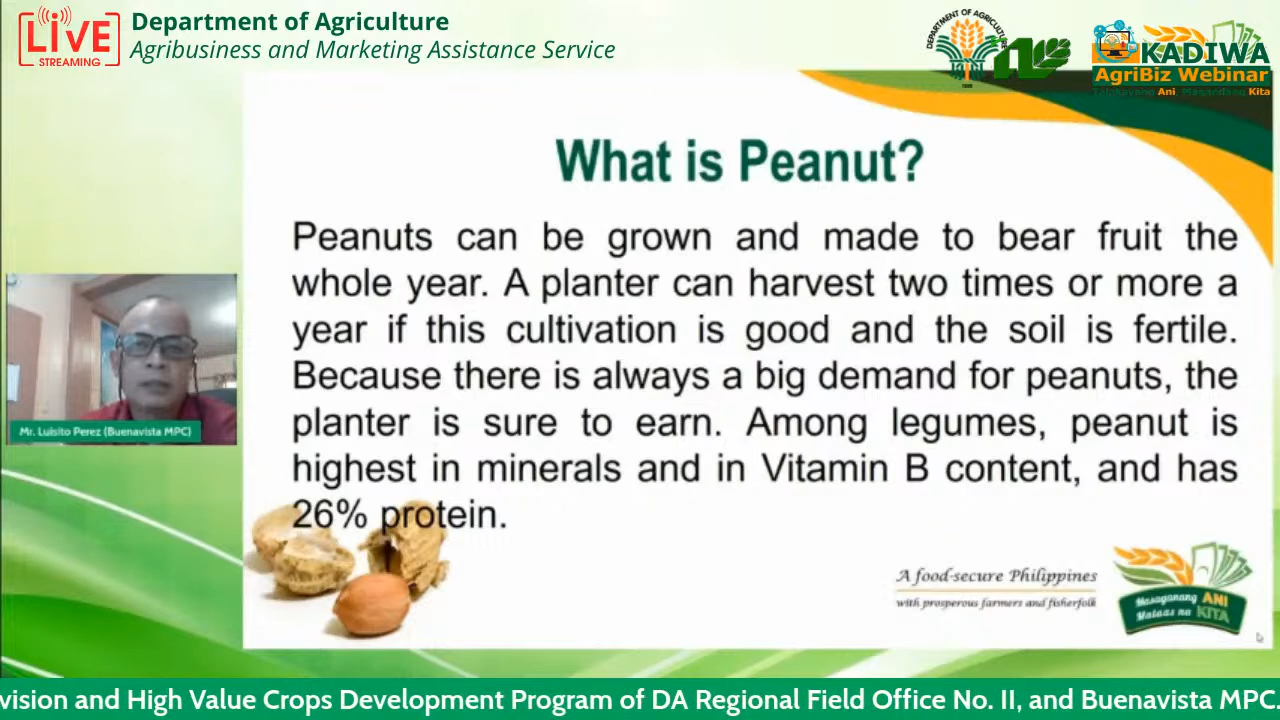 LIVE
STREAMING
Department of Agriculture
Agribusiness and Marketing Assistance Service
DEPARTMENT OF AGRICULTURE
KADIWA
AgriBiz Webinar
Ani, Kita
What is Peanut?
Peanuts can be grown and made to bear fruit the
whole year. A planter can harvest two times or more a
year if this cultivation is good and the soil is fertile.
Because there is always a big demand for peanuts, the
planter is sure to earn. Among legumes, peanut is
highest in minerals and in Vitamin B content, and has
26% protein.
Mr. Luisito Perez (Buenavista MPC)
A food-secure Philippines
with prosperous farmers and fisherfolk
Masaganang ANI
Mataas na KITA
vision and High Value Crops Development Program of DA Regional Field Office No. II, and Buenavista MPC.